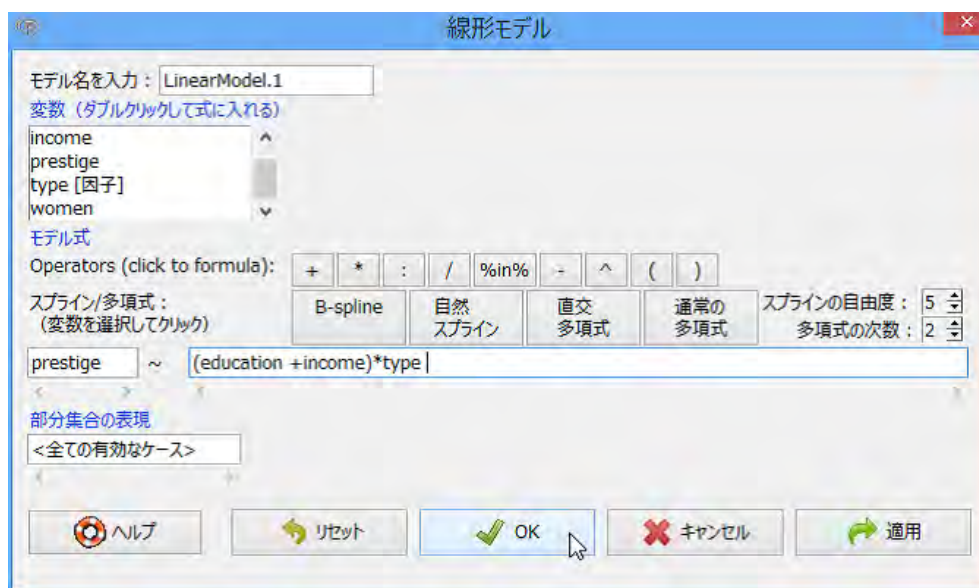 線形モデル
モデル名を入力： LinearModel.1
変数（ダブルクリックして式に入れる）
income
prestige
type [因子]
women
モデル式
Operators (click to formula): + * : / %in% - ^ ( )
スプライン/多項式：
（変数を選択してクリック）
B-spline
自然
スプライン
直交
多項式
通常の
多項式
スプラインの自由度： 5
多項式の次数： 2
prestige ~ (education +income)*type
部分集合の表現
<全ての有効なケース>
ヘルプ リセット OK キャンセル 適用